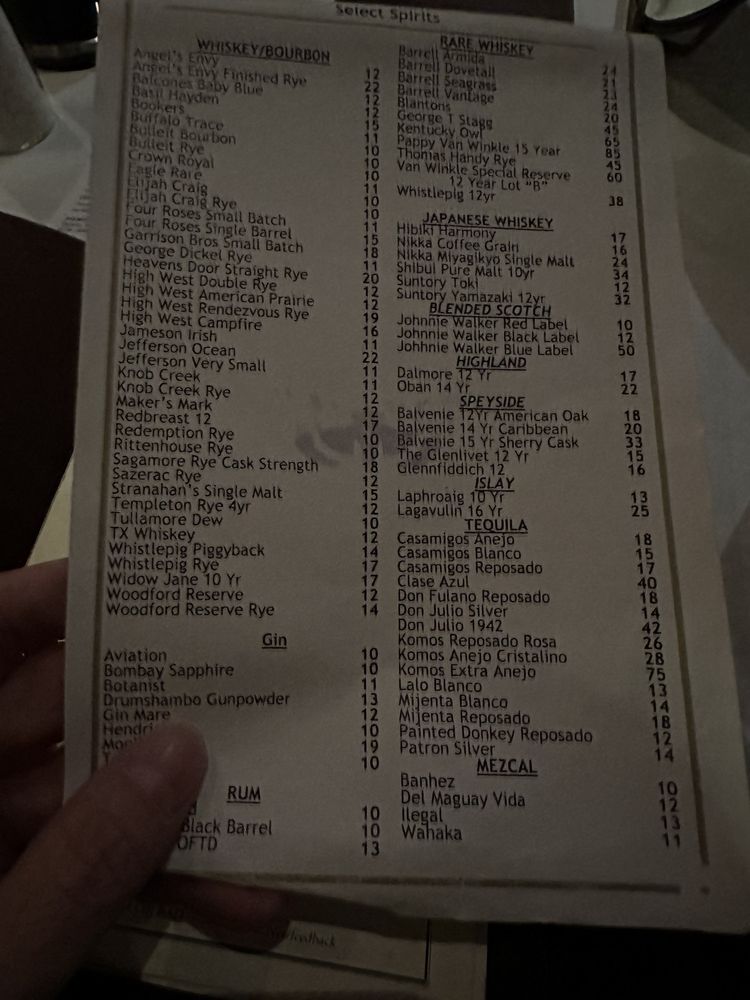 Select Spirits
WHISKEY/BOURBON
Angel's Envy 12
Angel's Envy Finished Rye 22
Balcones Baby Blue 12
Basil Hayden 12
Bookers 15
Buffalo Trace 11
Bulleit Bourbon 10
Bulleit Rye 10
Crown Royal 10
Eagle Rare 11
Elijah Craig 10
Elijah Craig Rye 10
Four Roses Small Batch 11
Four Roses Single Barrel 15
Garrison Bros Small Batch 18
George Dickel Rye 11
Heavens Door Straight Rye 20
High West Double Rye 12
High West American Prairie 12
High West Rendezvous Rye 19
High West Campfire 16
Jameson Irish 11
Jefferson Ocean 22
Jefferson Very Small 11
Knob Creek 11
Knob Creek Rye 12
Maker's Mark 12
Redbreast 12 17
Redemption Rye 10
Rittenhouse Rye 10
Sagamore Rye Cask Strength 18
Sazerac Rye 12
Stranahan's Single Malt 15
Templeton Rye 4yr 12
Tullamore Dew 10
TX Whiskey 12
Whistlepig Piggyback 14
Whistlepig Rye 17
Widow Jane 10 Yr 17
Woodford Reserve 12
Woodford Reserve Rye 14
Gin
Aviation 10
Bombay Sapphire 10
Botanist 11
Drumshambo Gunpowder 13
Gin Mare 12
Hendri 10
19
10
RUM
10
Black Barrel 10
OFTD 13
RARE WHISKEY
Barrell Armida 24
Barrell Dovetail 21
Barrell Seagrass 23
Barrell Vantage 24
Blantons 20
George T Stagg 45
Kentucky Owl 65
Pappy Van Winkle 15 Year 85
Thomas Handy Rye 45
Van Winkle Special Reserve 60
12 Year Lot "B"
Whistlepig 12yr 38
JAPANESE WHISKEY
Hibiki Harmony 17
Nikka Coffee Grain 16
Nikka Miyagikyo Single Malt 24
Shibui Pure Malt 10yr 34
Suntory Toki 12
Suntory Yamazaki 12yr 32
BLENDED SCOTCH
Johnnie Walker Red Label 10
Johnnie Walker Black Label 12
Johhnie Walker Blue Label 50
HIGHLAND
Dalmore 12 Yr 17
Oban 14 Yr 22
SPEYSIDE
Balvenie 12Yr American Oak 18
Balvenie 14 Yr Caribbean 20
Balvenie 15 Yr Sherry Cask 33
The Glenlivet 12 Yr 15
Glennfiddich 12 16
ISLAY
Laphroaig 10 Yr 13
Lagavulin 16 Yr 25
TEQUILA
Casamigos Anejo 18
Casamigos Blanco 15
Casamigos Reposado 17
Clase Azul 40
Don Fulano Reposado 18
Don Julio Silver 14
Don Julio 1942 42
Komos Reposado Rosa 26
Komos Anejo Cristalino 28
Komos Extra Anejo 75
Lalo Blanco 13
Mijenta Blanco 14
Mijenta Reposado 18
Painted Donkey Reposado 12
Patron Silver 14
MEZCAL
Banhez 10
Del Maguay Vida 12
Ilegal 13
Wahaka 11